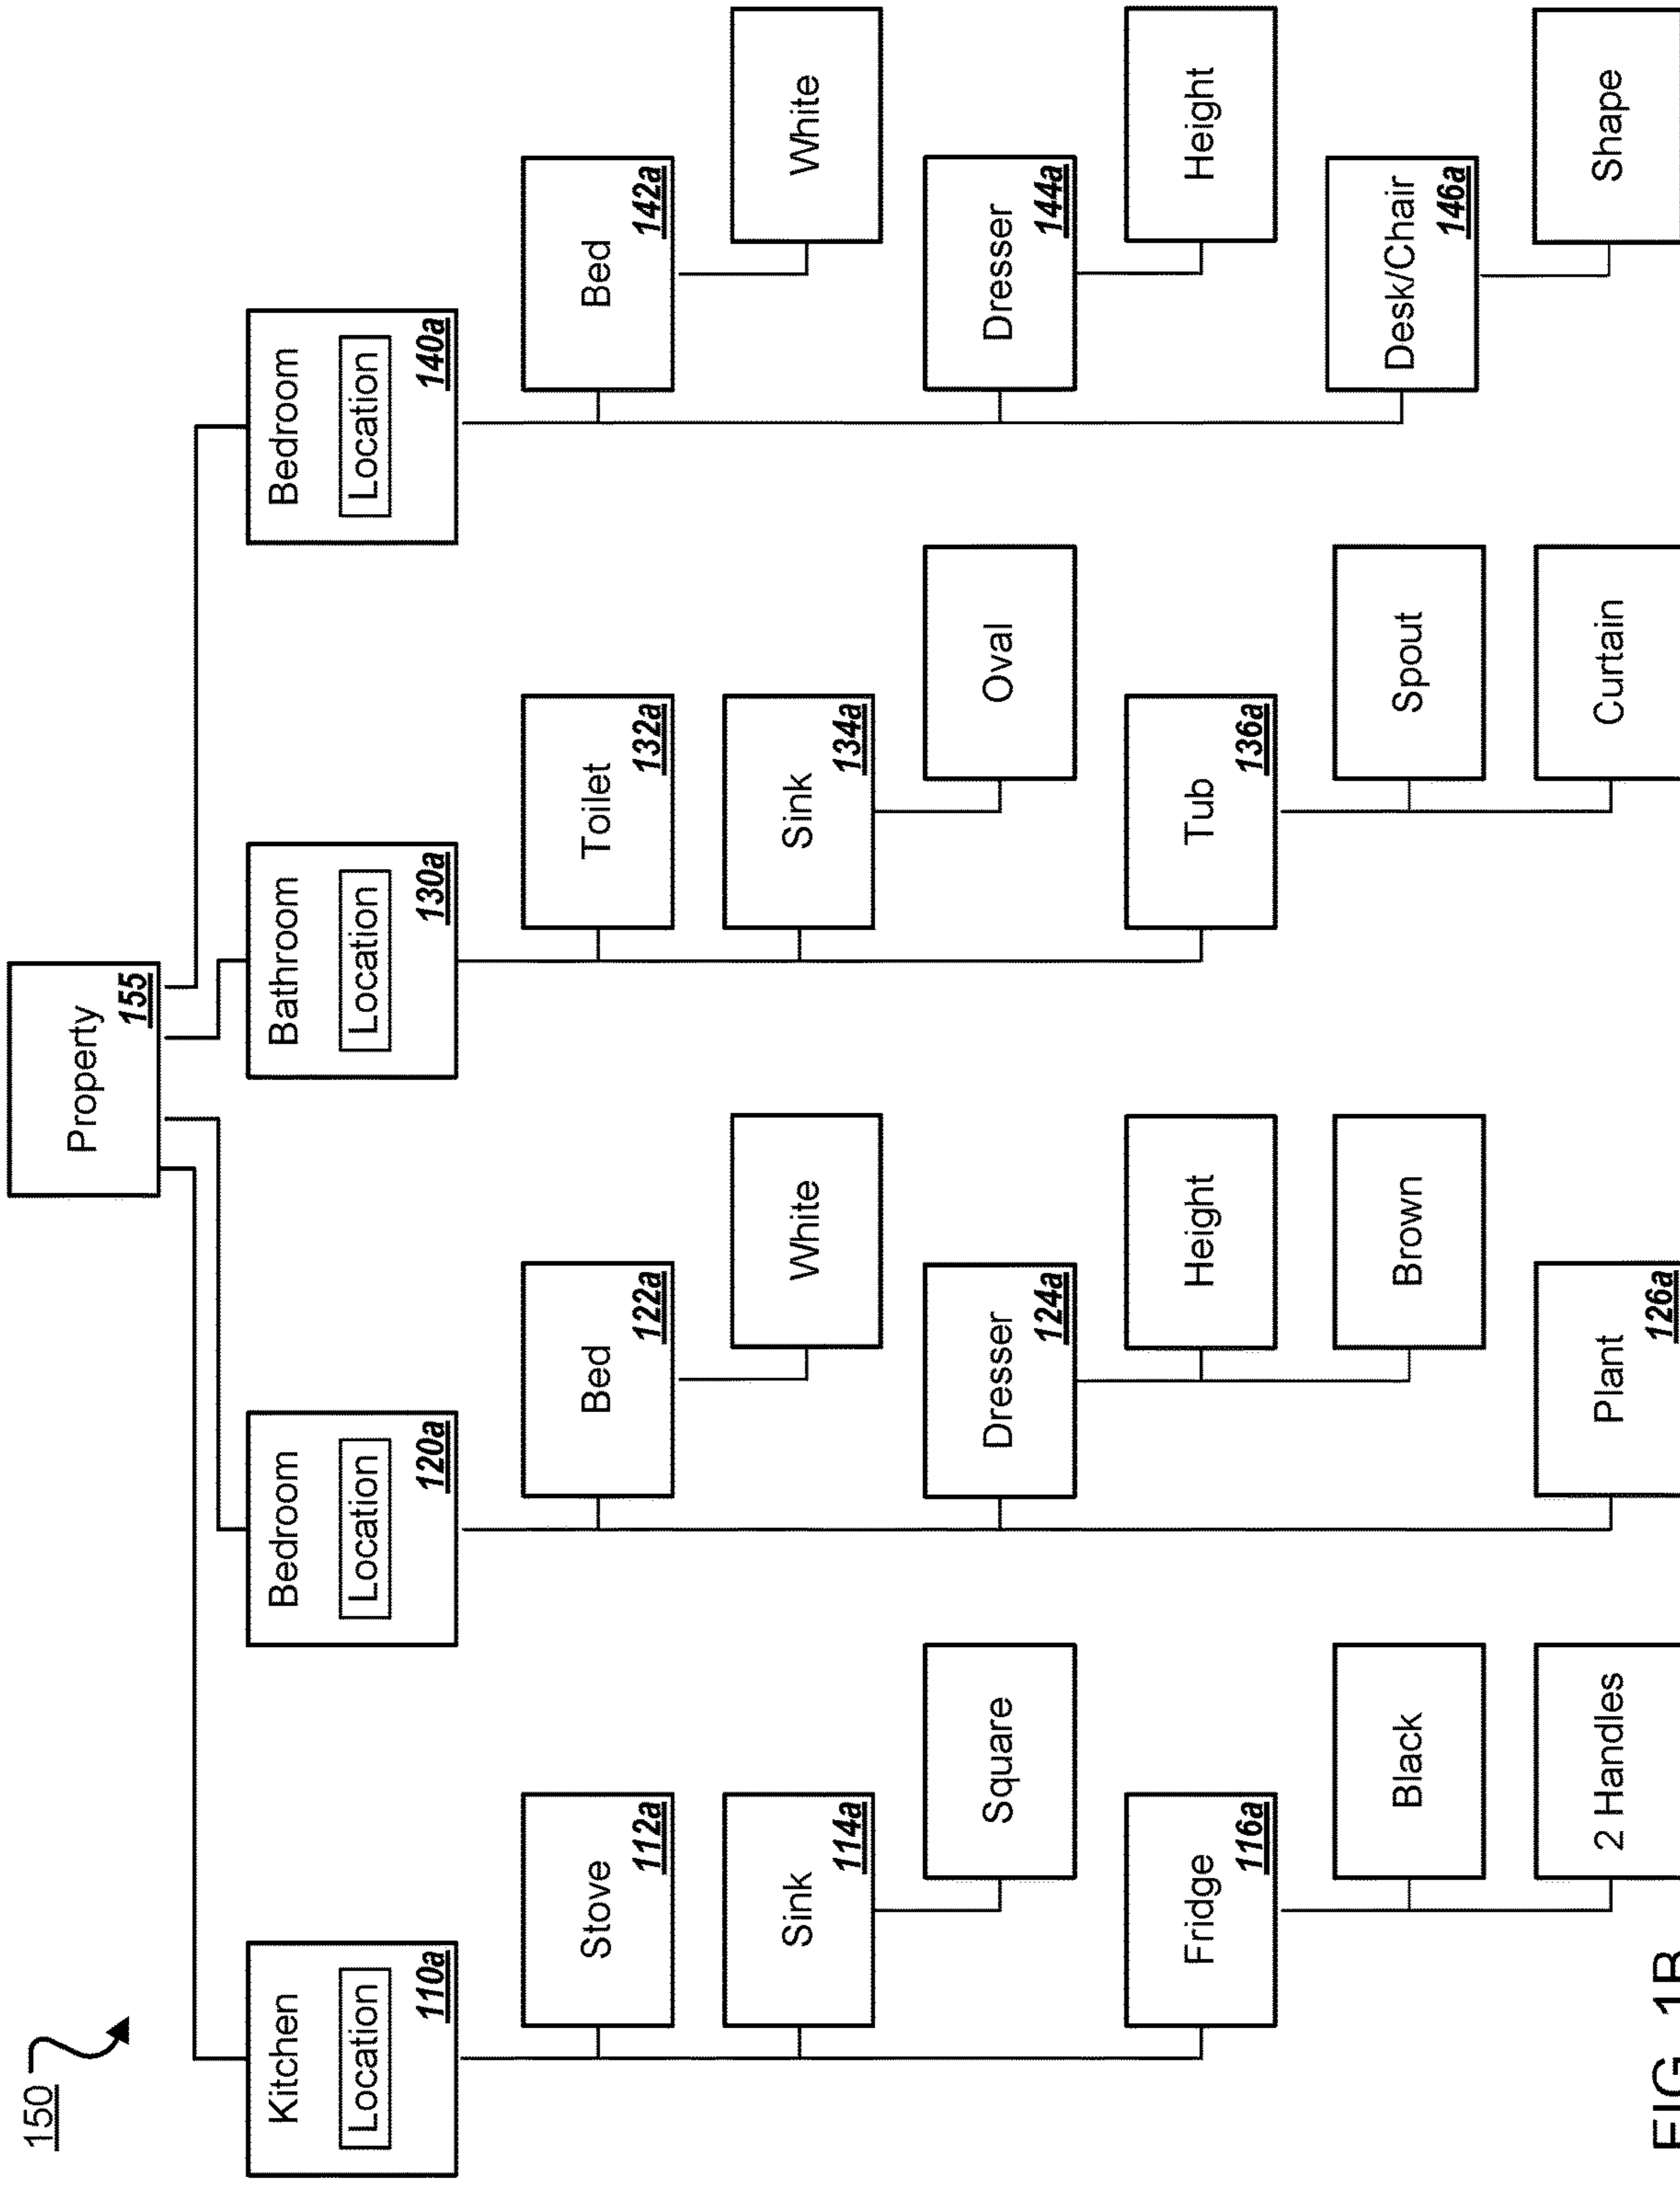 150
Property
155
Kitchen
Location
110a
Stove
112a
Sink
114a
Square
Fridge
116a
Black
2 Handles
Bedroom
Location
120a
Bed
122a
White
Dresser
124a
Height
Brown
Plant
126a
Bathroom
Location
130a
Toilet
132a
Sink
134a
Oval
Tub
136a
Spout
Curtain
Bedroom
Location
140a
Bed
142a
White
Dresser
144a
Height
Desk/Chair
146a
Shape
FIG. 1B